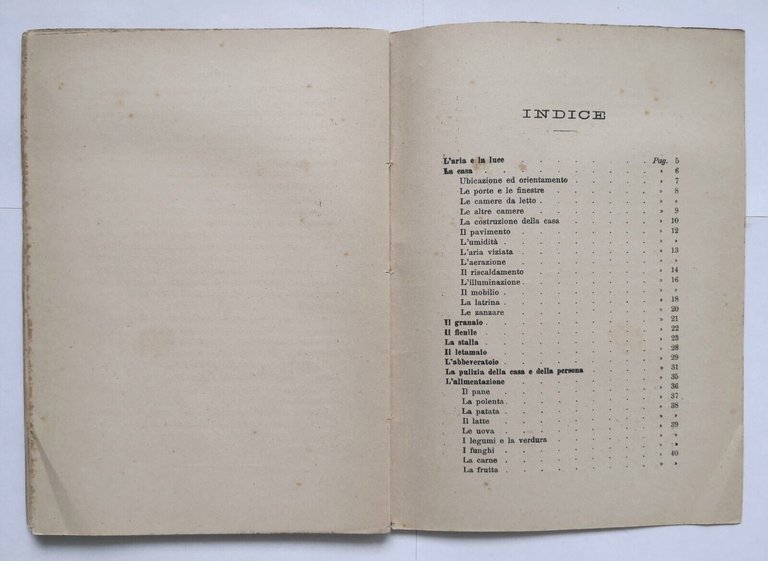 INDICE
L'aria e la luce . . . . . . . Pag. 5
La casa . . . . . . . . » 6
Ubicazione ed orientamento . . . . » 7
Le porte e le finestre . . . . . » 8
Le camere da letto . . . . . » »
Le altre camere . . . . . . » 9
La costruzione della casa . . . . » 10
Il pavimento . . . . . . » 12
L'umidità . . . . . . . » »
L'aria viziata . . . . . . » 13
L'aerazione . . . . . . » »
Il riscaldamento . . . . . . » 14
L'illuminazione . . . . . . » 16
Il mobilio . . . . . . . » »
La latrina . . . . . . . » 18
Le zanzare . . . . . . . » 20
Il granaio . . . . . . . . » 21
Il fienile . . . . . . . . » 22
La stalla . . . . . . . . » 23
Il letamaio . . . . . . . . » 28
L'abbeveratoio . . . . . . . » 29
La pulizia della casa e della persona . . . » 31
L'alimentazione . . . . . . . » 35
Il pane . . . . . . . » 36
La polenta . . . . . . . » 37
La patata . . . . . . . » 38
Il latte . . . . . . . » »
Le uova . . . . . . . » 39
I legumi e la verdura . . . . . » »
I funghi . . . . . . . » »
La carne . . . . . . . » 40
La frutta . . . . . . . » »